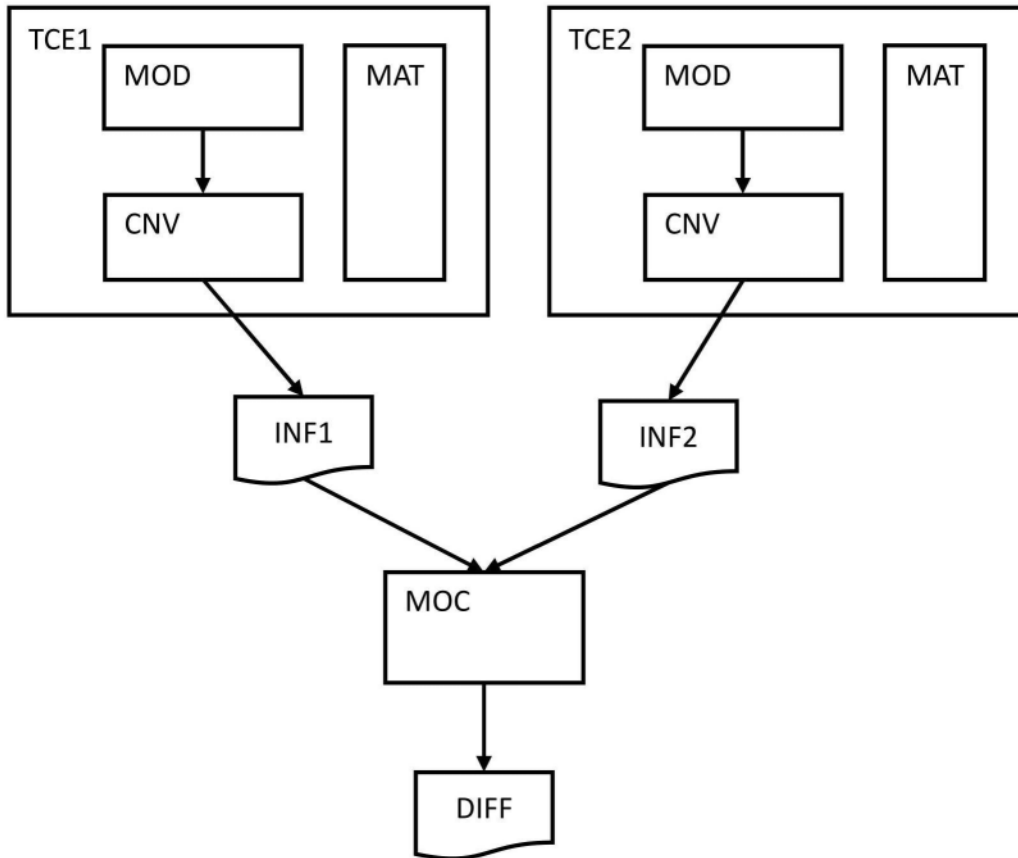 TCE1
MOD
MAT
CNV
TCE2
MOD
MAT
CNV
INF1
INF2
MOC
DIFF